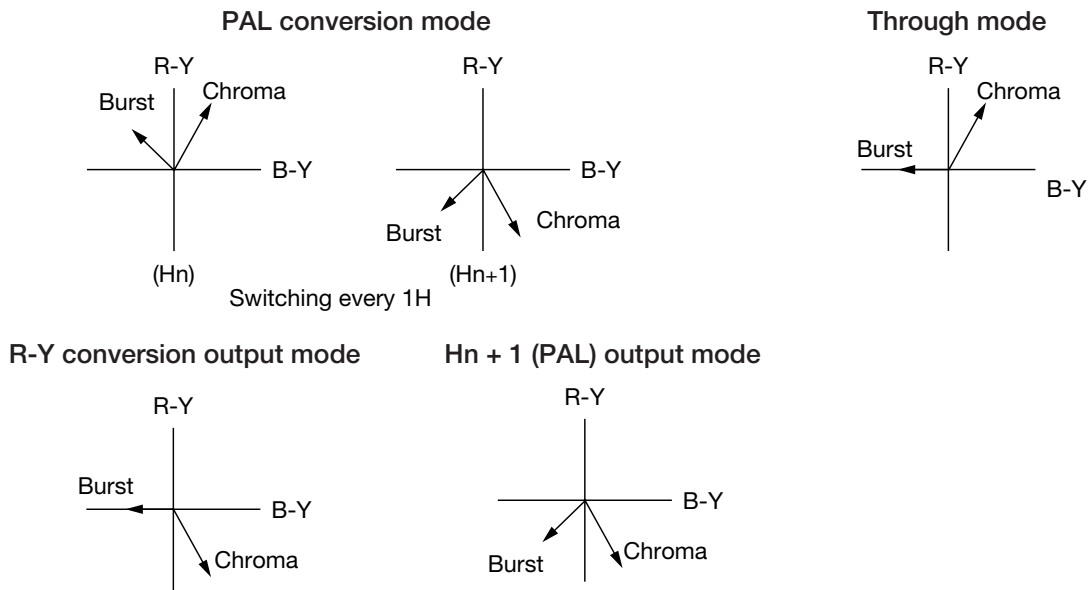 PAL conversion mode
Through mode
R-Y
Burst
Chroma
B-Y
(Hn)
R-Y
B-Y
Burst
Chroma
(Hn+1)
Switching every 1H
R-Y
Chroma
Burst
B-Y
R-Y conversion output mode
Hn + 1 (PAL) output mode
R-Y
Burst
B-Y
Chroma
R-Y
B-Y
Burst
Chroma